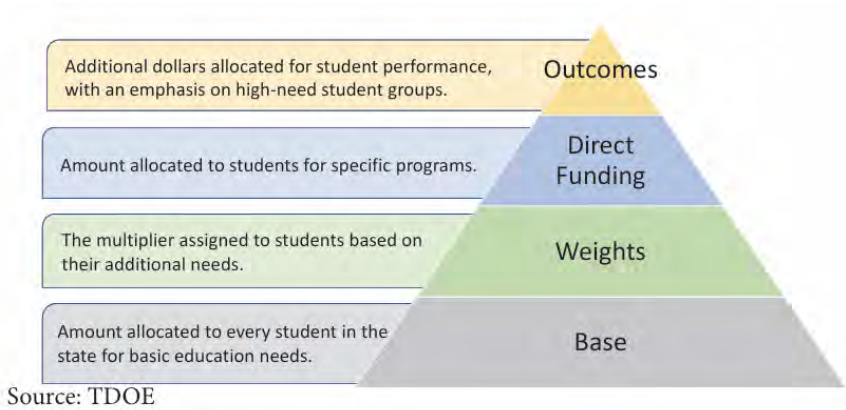 Additional dollars allocated for student performance,
with an emphasis on high-need student groups.
Outcomes
Amount allocated to students for specific programs.
Direct
Funding
The multiplier assigned to students based on
their additional needs.
Weights
Amount allocated to every student in the
state for basic education needs.
Base
Source: TDOE